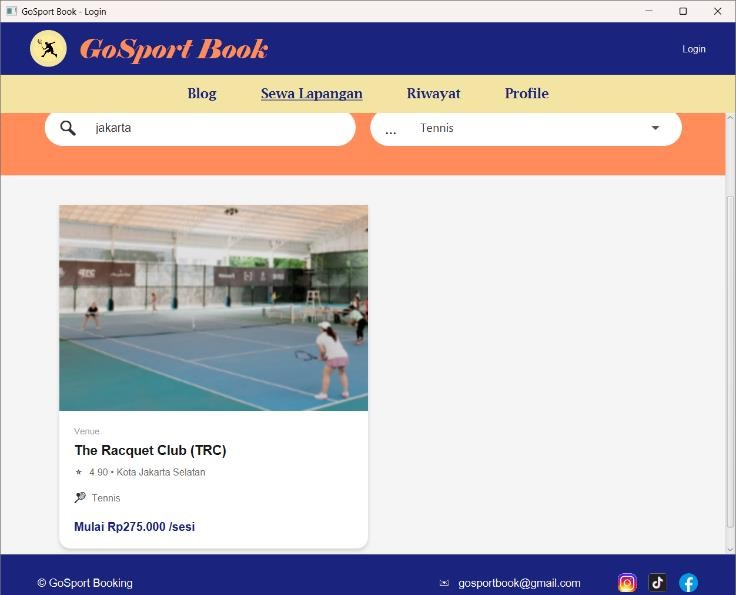 GoSport Book - Login
GoSport Book
Login
Blog
Sewa Lapangan
Riwayat
Profile
jakarta
... Tennis
Venue
The Racquet Club (TRC)
4.90 • Kota Jakarta Selatan
Tennis
Mulai Rp275.000 /sesi
© GoSport Booking
gosportbook@gmail.com